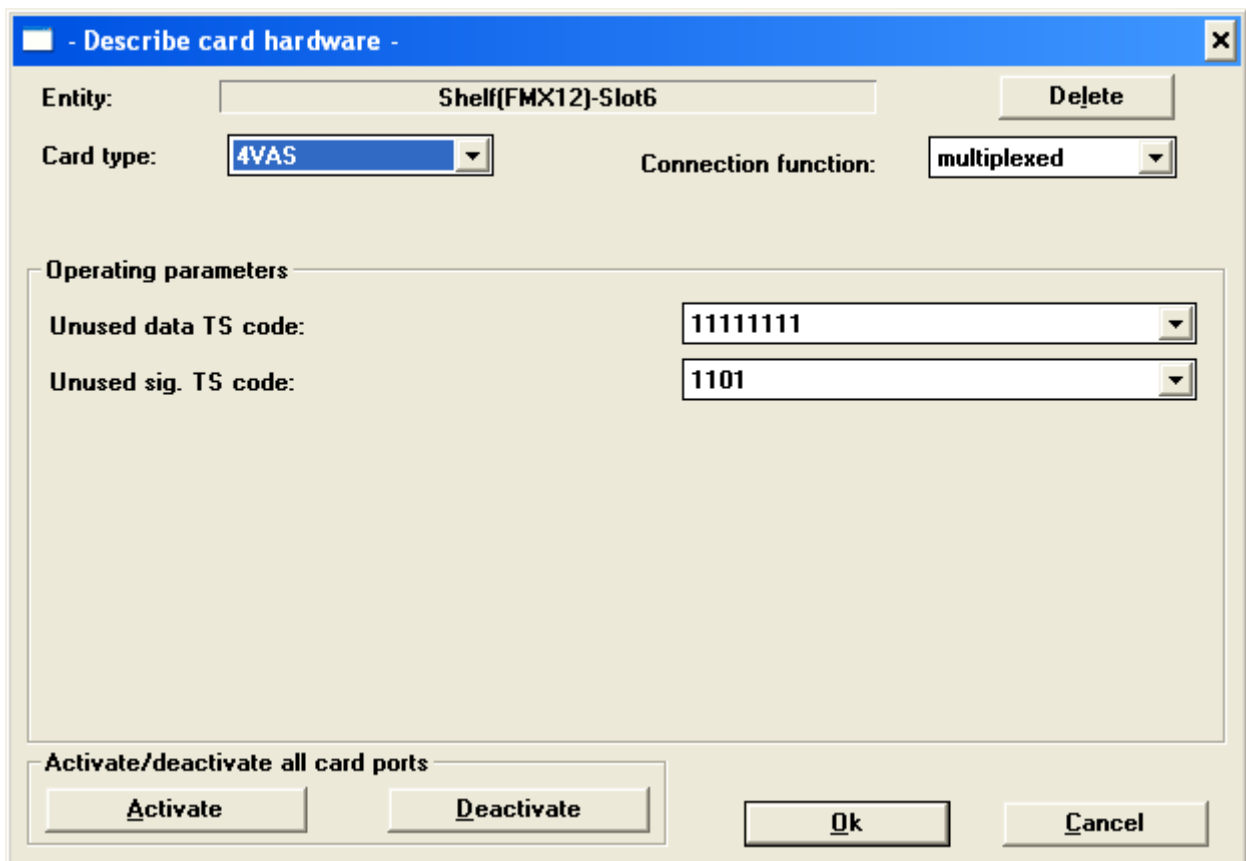 - Describe card hardware -
Entity: Shelf(FMX12)-Slot6 Delete
Card type: 4VAS Connection function: multiplexed
Operating parameters
Unused data TS code: 11111111
Unused sig. TS code: 1101
Activate/deactivate all card ports
Activate Deactivate Ok Cancel